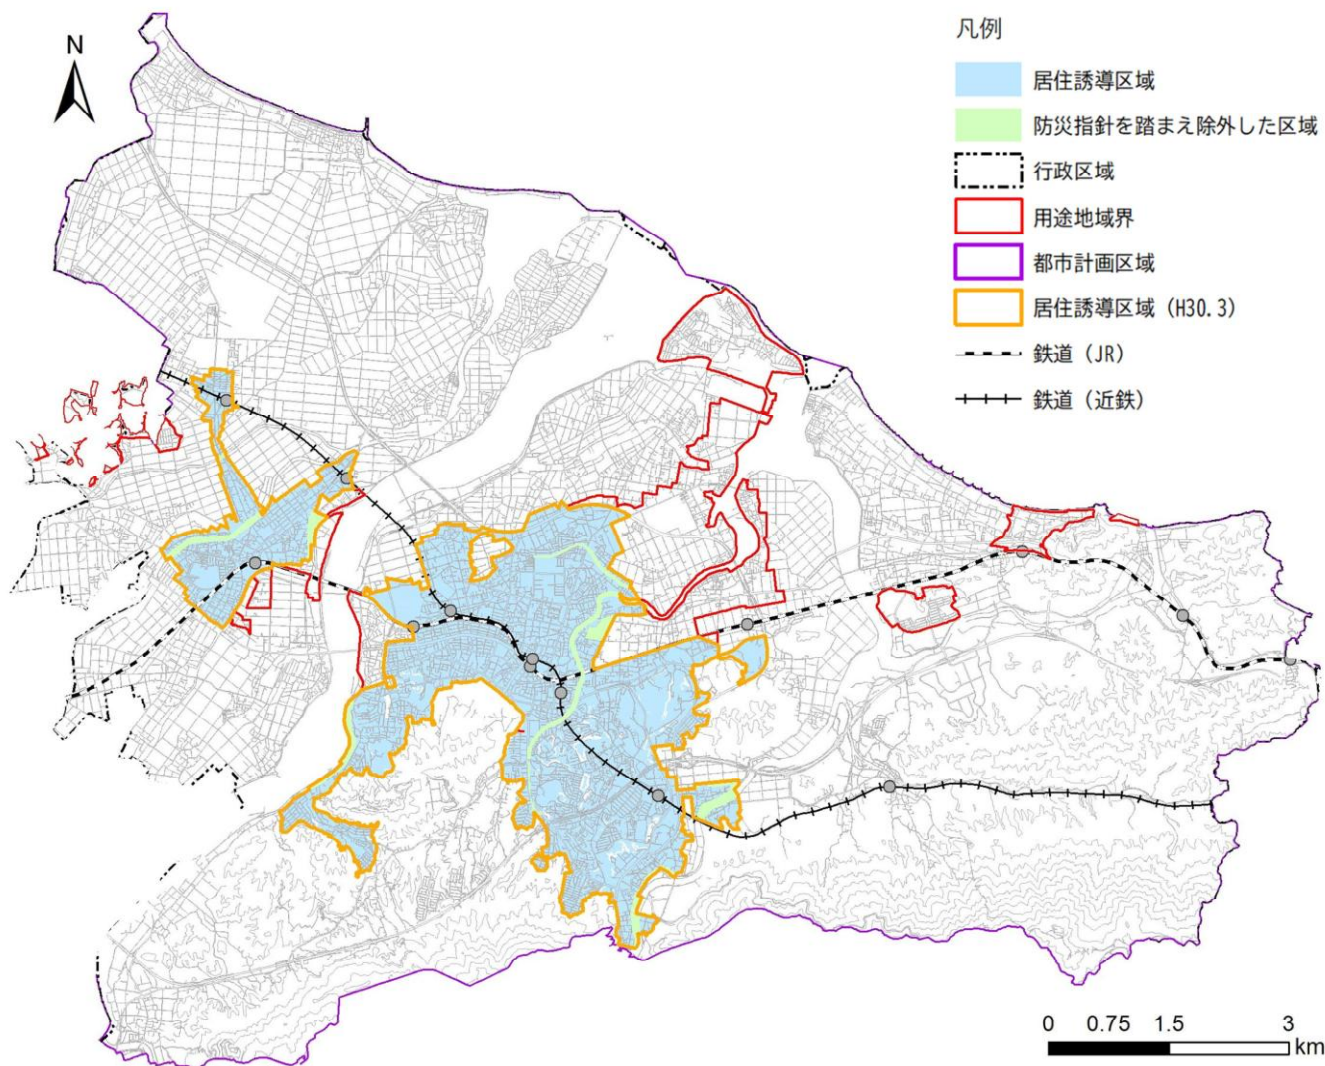 N
凡例
居住誘導区域
防災指針を踏まえ除外した区域
行政区域
用途地域界
都市計画区域
居住誘導区域（H30.3）
鉄道（JR）
鉄道（近鉄）
0 0.75 1.5 3
km